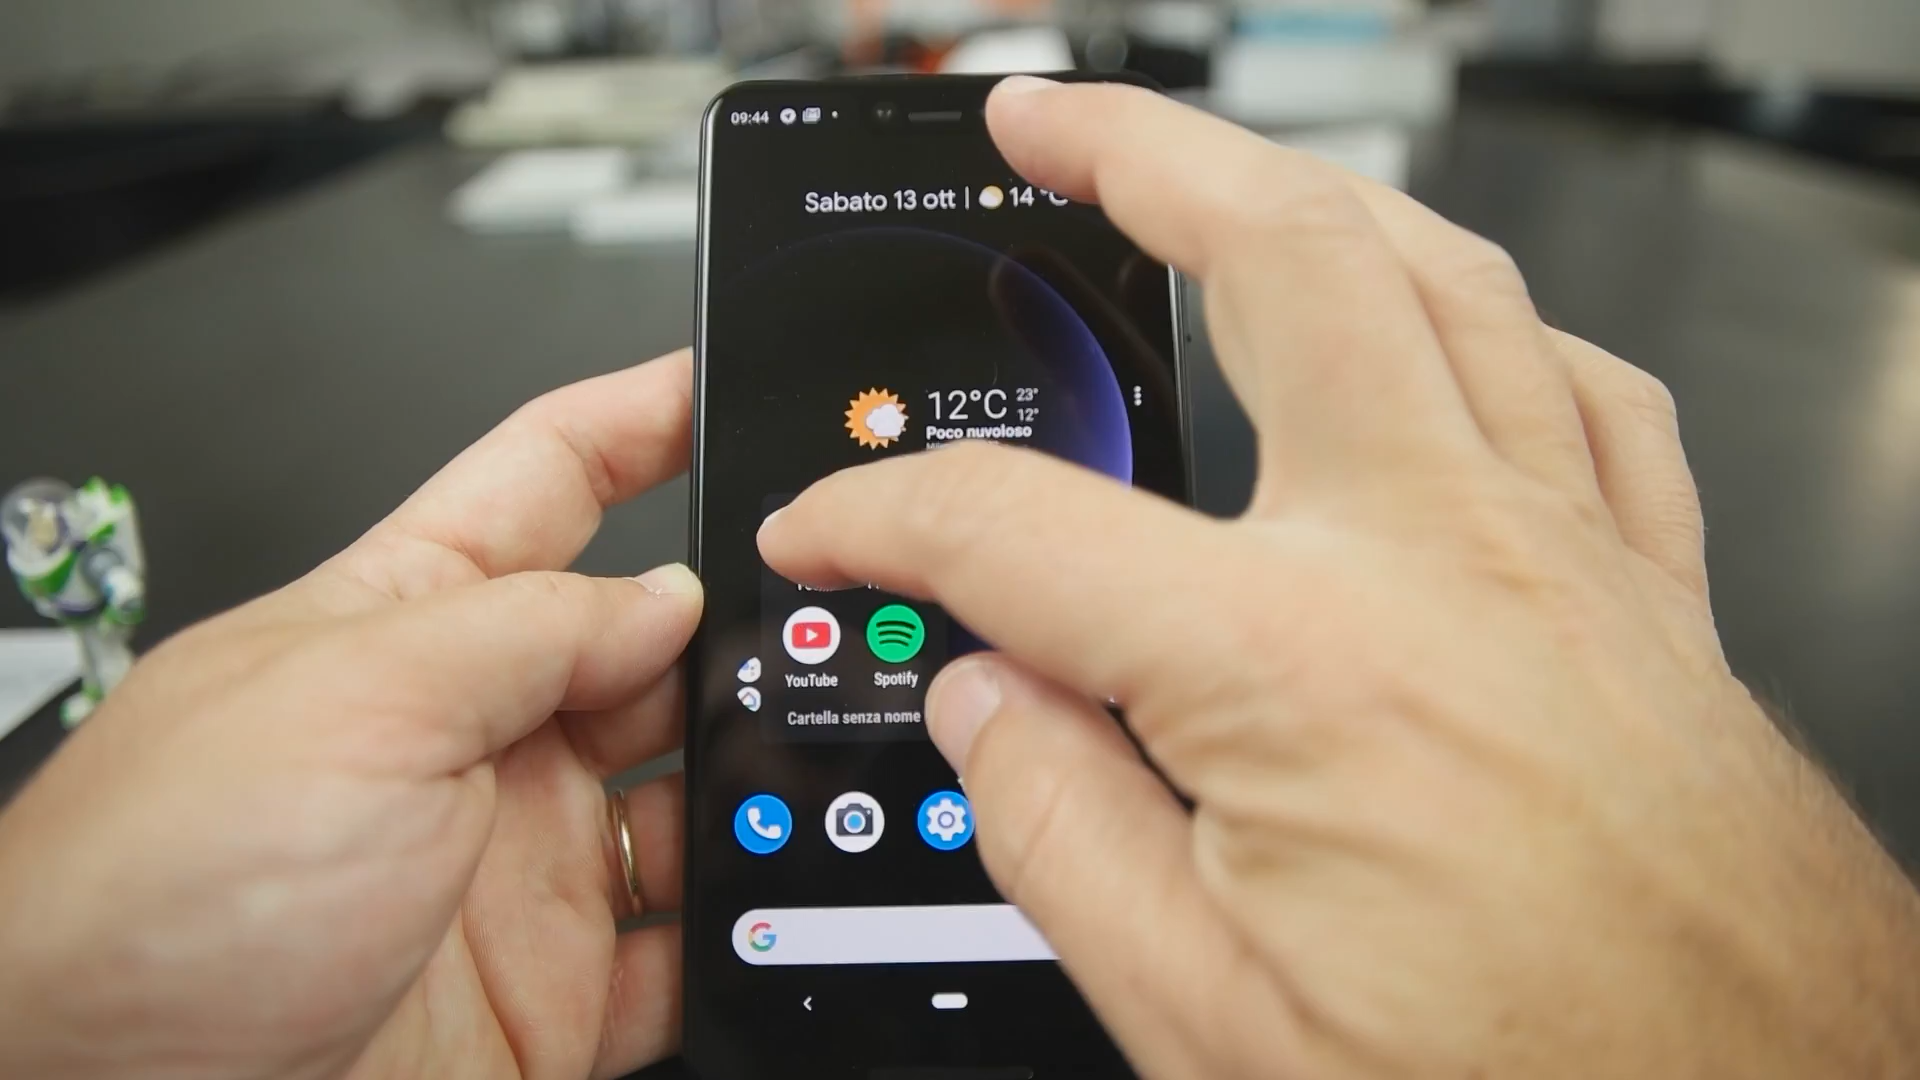 09:44
Sabato 13 ott | 14 °C
12°C 23°
12°
Poco nuvoloso
YouTube Spotify
Cartella senza nome
G